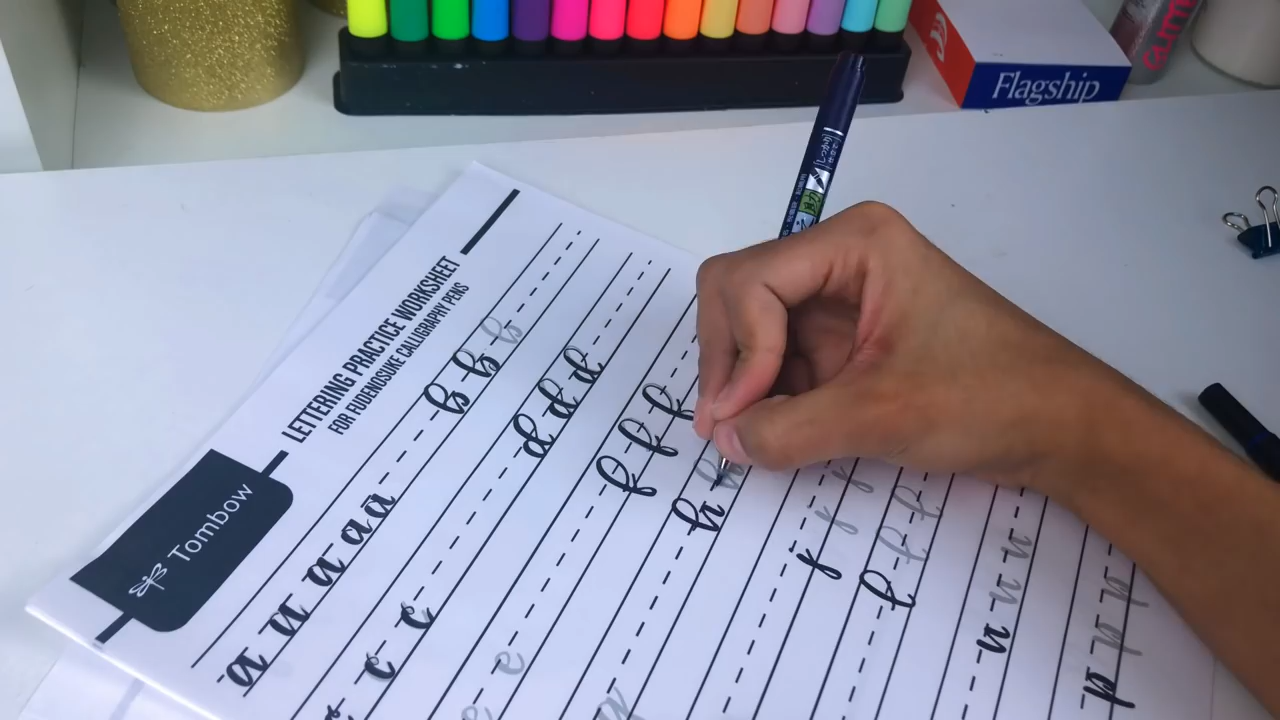 Flagship
LETTERING PRACTICE WORKSHEET
FOR FUDENOSUKE CALLIGRAPHY PENS
Tombow
a a a a a b b b
c c d d d
e e f f f
h h
j j j l l l
n n n p p p